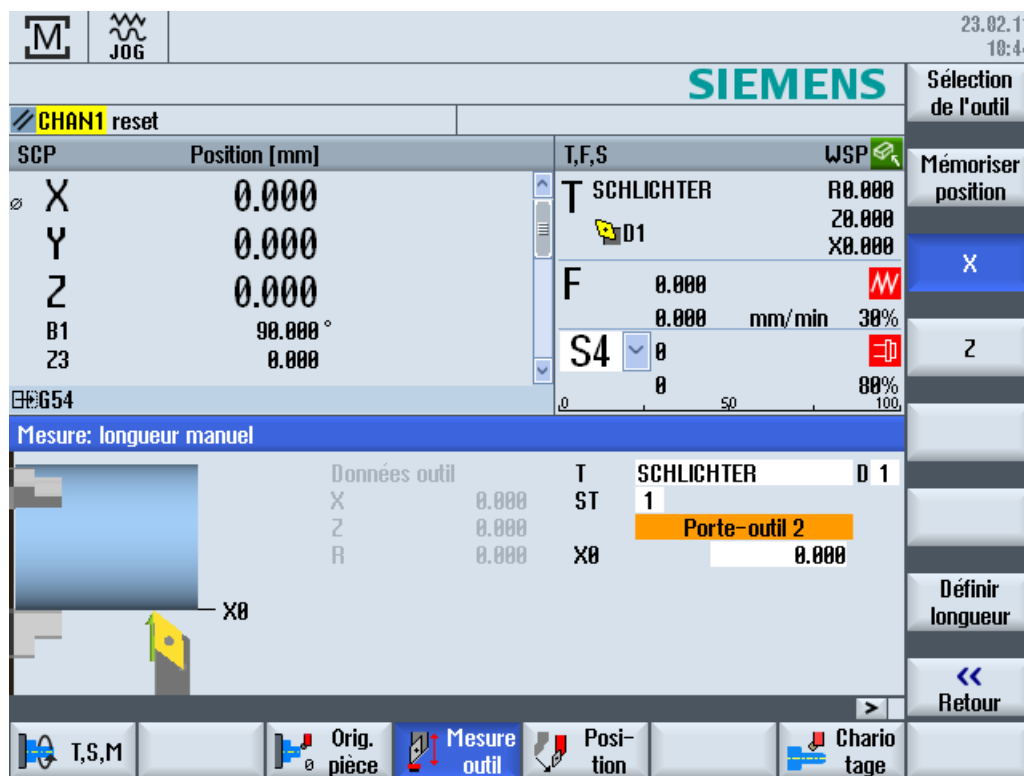 M
JOG
23.02.1
10:4
SIEMENS
CHAN1 reset
SCP Position [mm]
T,F,S WSP
⌀ X 0.000
Y 0.000
Z 0.000
B1 90.000 °
Z3 0.000
G54
T SCHLICHTER R0.000
D1 Z0.000
X0.000
F 0.000
0.000 mm/min 30%
S4 0
0 80%
0 50 100
Mesure: longueur manuel
Données outil
X 0.000
Z 0.000
R 0.000
T SCHLICHTER D 1
ST 1
Porte-outil 2
X0 0.000
X0
Sélection
de l'outil
Mémoriser
position
X
Z
Définir
longueur
<<
Retour
>
T,S,M
Orig.
pièce
Mesure
outil
Posi-
tion
Chario
tage